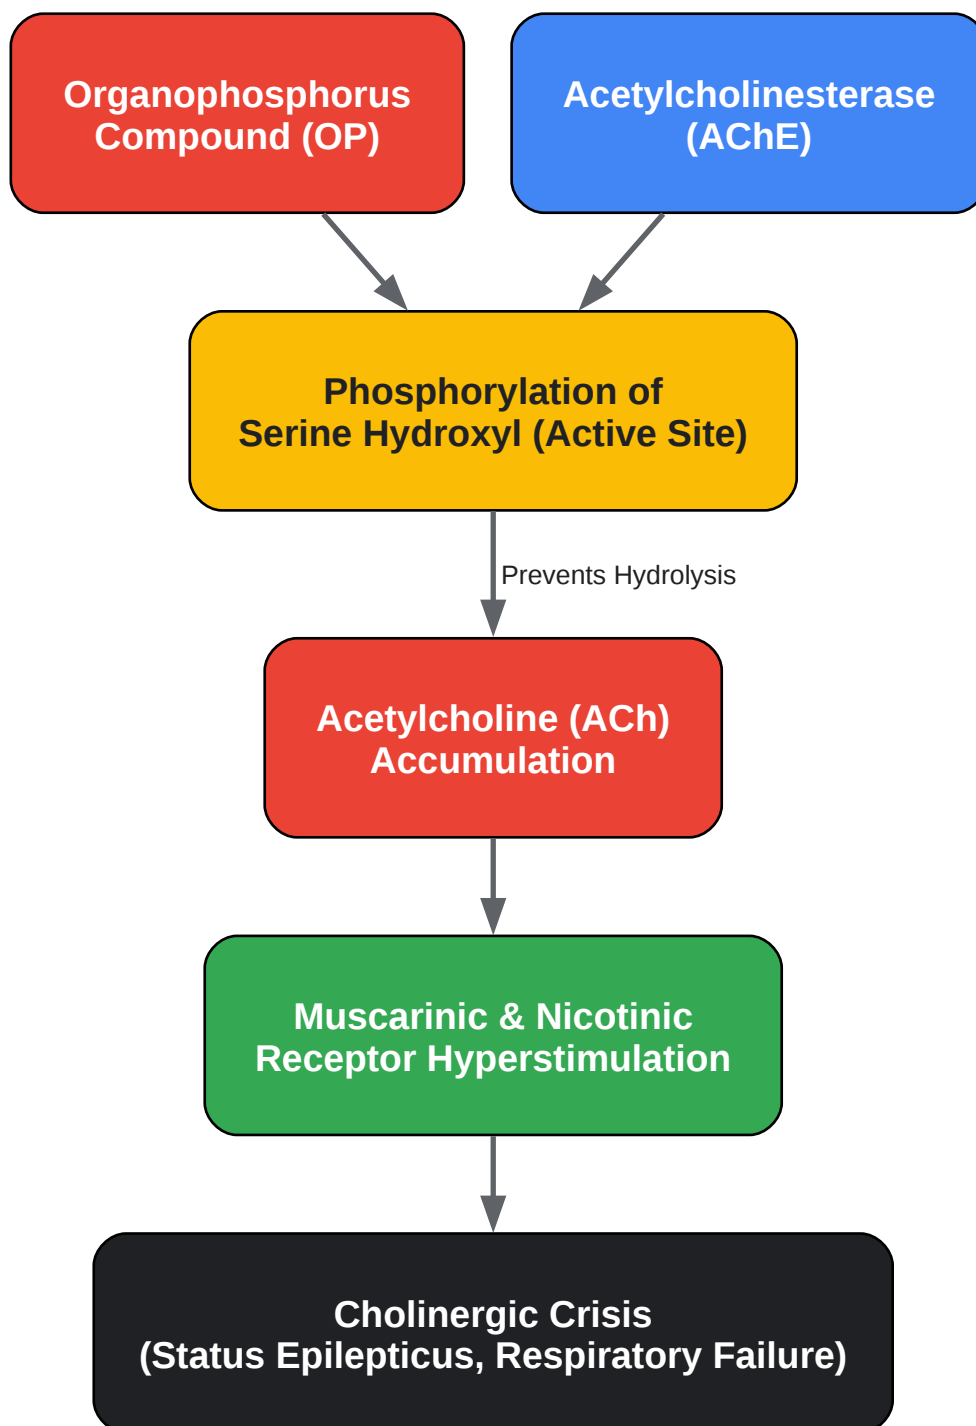 Organophosphorus
Compound (OP)
Acetylcholinesterase
(AChE)
Phosphorylation of
Serine Hydroxyl (Active Site)
Prevents Hydrolysis
Acetylcholine (ACh)
Accumulation
Muscarinic & Nicotinic
Receptor Hyperstimulation
Cholinergic Crisis
(Status Epilepticus, Respiratory Failure)